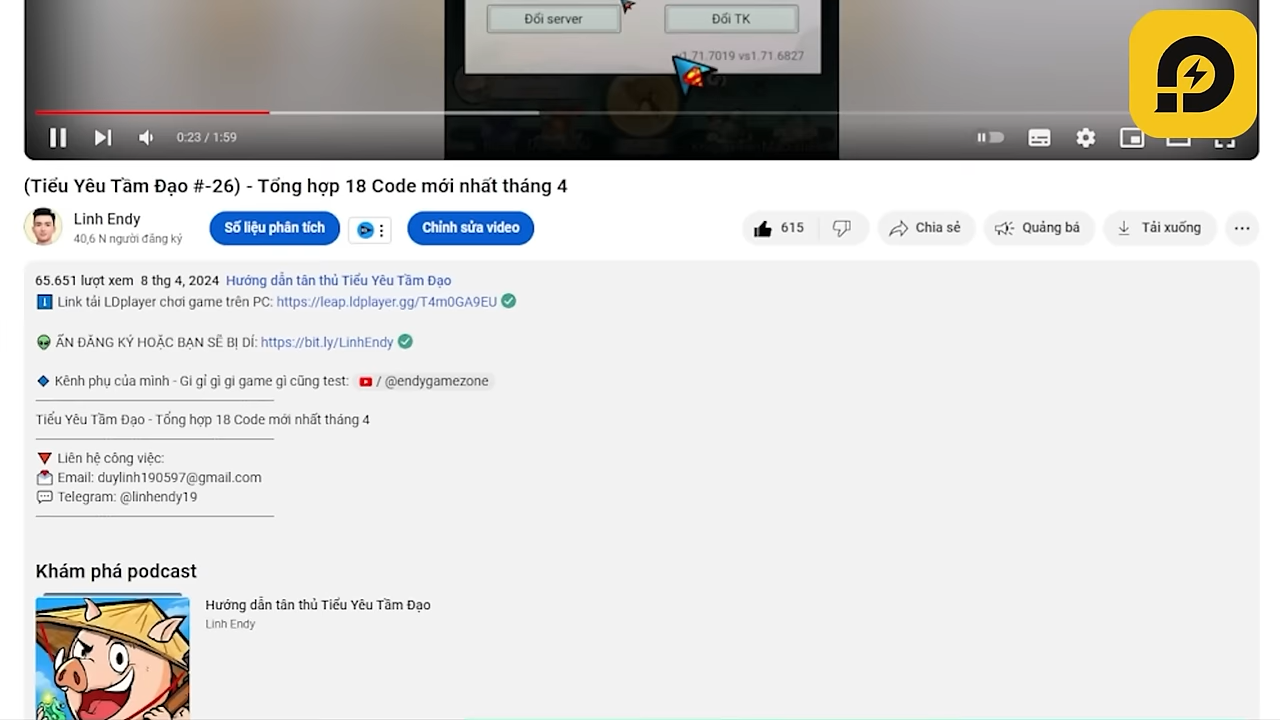 Đổi server
Đổi TK
v1.71.7019 vs1.71.6827
0:23 / 1:59
(Tiểu Yêu Tầm Đạo #-26) - Tổng hợp 18 Code mới nhất tháng 4
Linh Endy
40,6 N người đăng ký
Số liệu phân tích
Chỉnh sửa video
615
Chia sẻ
Quảng bá
Tải xuống
65.651 lượt xem 8 thg 4, 2024 Hướng dẫn tân thủ Tiểu Yêu Tầm Đạo
Link tải LDplayer chơi game trên PC: https://leap.ldplayer.gg/T4m0GA9EU
ẤN ĐĂNG KÝ HOẶC BẠN SẼ BỊ DÍ: https://bit.ly/LinhEndy
Kênh phụ của mình - Gi gỉ gì gi game gì cũng test: / @endygamezone
Tiểu Yêu Tầm Đạo - Tổng hợp 18 Code mới nhất tháng 4
Liên hệ công việc:
Email: duylinh190597@gmail.com
Telegram: @linhendy19
Khám phá podcast
Hướng dẫn tân thủ Tiểu Yêu Tầm Đạo
Linh Endy